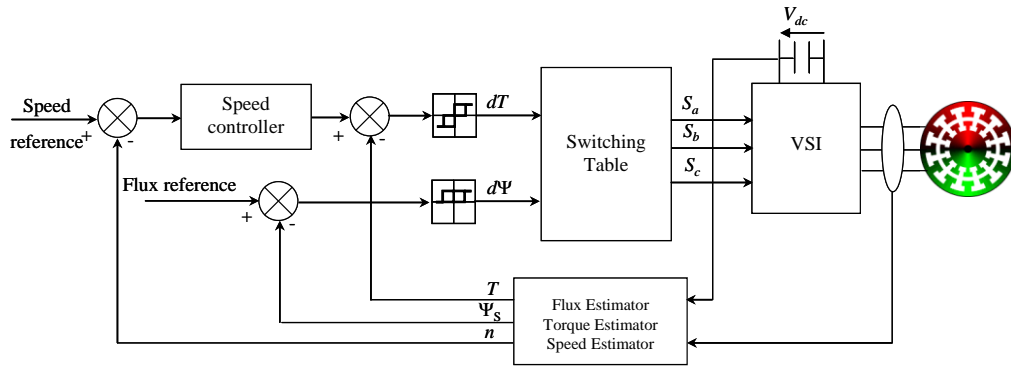 V_dc
Speed
reference
+
-
Speed
controller
+
-
dT
Switching
Table
S_a
S_b
S_c
VSI
Flux reference
+
-
dΨ
T
Ψ_S
n
Flux Estimator
Torque Estimator
Speed Estimator